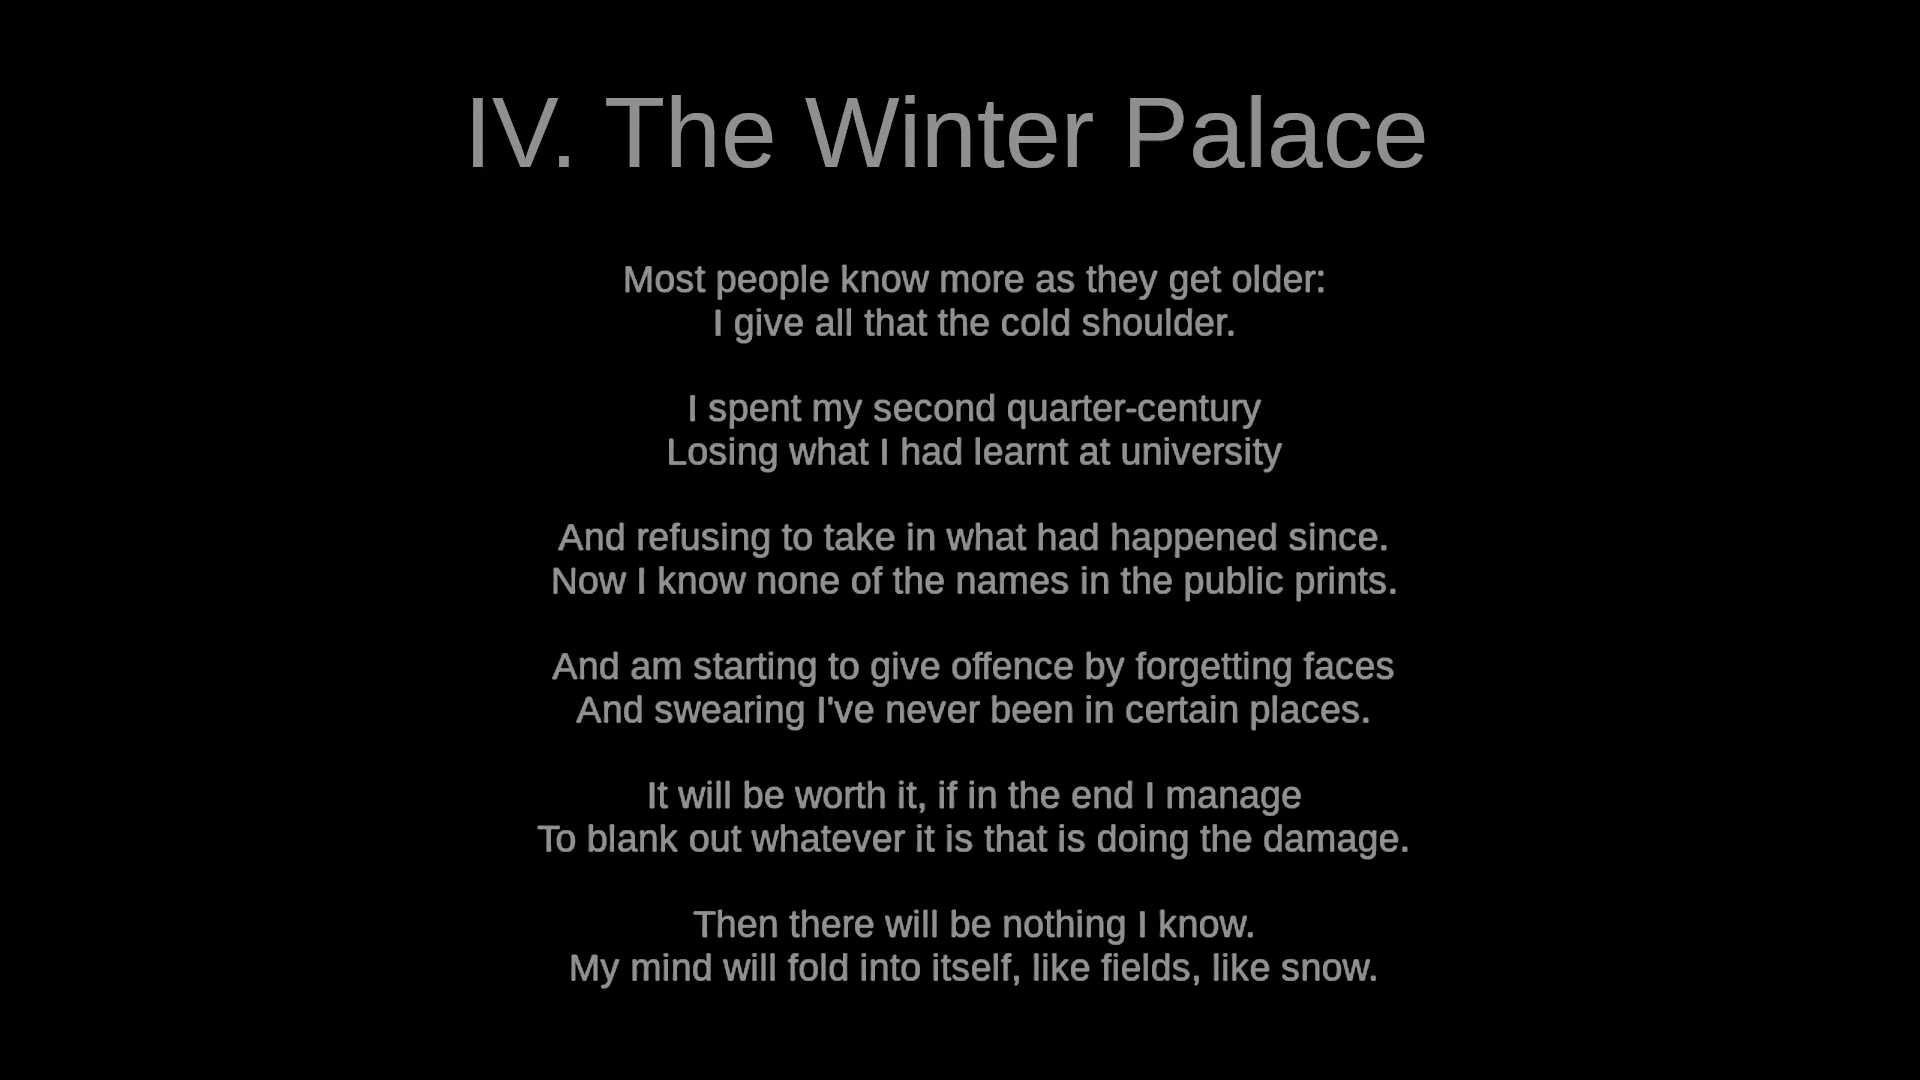 IV. The Winter Palace
Most people know more as they get older:
I give all that the cold shoulder.
I spent my second quarter-century
Losing what I had learnt at university
And refusing to take in what had happened since.
Now I know none of the names in the public prints.
And am starting to give offence by forgetting faces
And swearing I've never been in certain places.
It will be worth it, if in the end I manage
To blank out whatever it is that is doing the damage.
Then there will be nothing I know.
My mind will fold into itself, like fields, like snow.